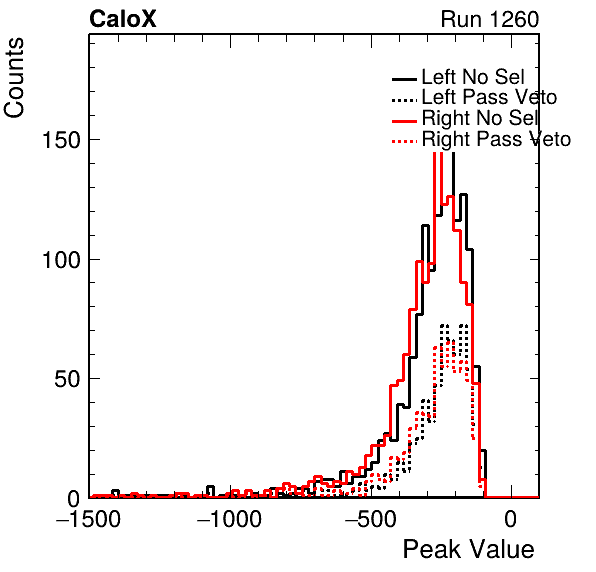 CaloX Run 1260
Counts
Left No Sel
Left Pass Veto
Right No Sel
Right Pass Veto
150
100
50
0
−1500 −1000 −500 0
Peak Value